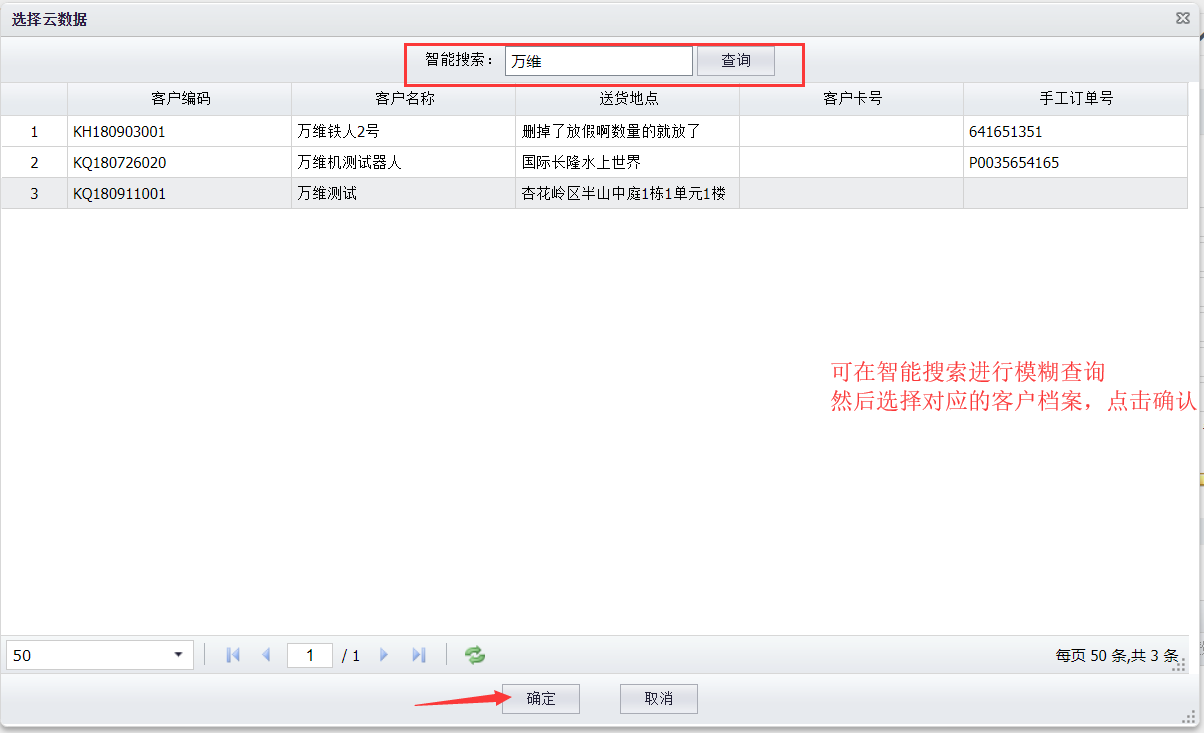 选择云数据
智能搜索： 万维 查询
客户编码 客户名称 送货地点 客户卡号 手工订单号
1 KH180903001 万维铁人2号 删掉了放假啊数量的就放了 641651351
2 KQ180726020 万维机测试器人 国际长隆水上世界 P0035654165
3 KQ180911001 万维测试 杏花岭区半山中庭1栋1单元1楼
可在智能搜索进行模糊查询
然后选择对应的客户档案，点击确认
50 1 / 1 每页 50 条,共 3 条
确定 取消